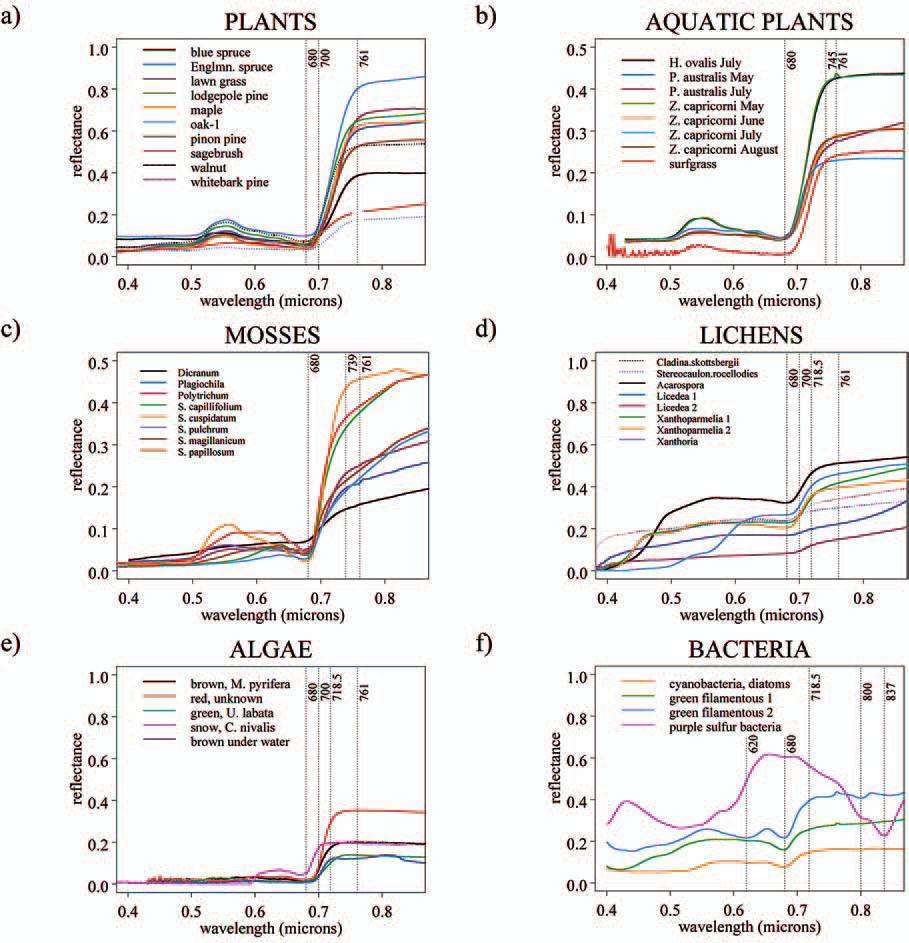 a)
PLANTS
1.0
0.8
0.6
0.4
0.2
0.0
reflectance
blue spruce
Englmn. spruce
lawn grass
lodgepole pine
maple
oak-1
pinon pine
sagebrush
walnut
whitebark pine
680
700
761
0.4 0.5 0.6 0.7 0.8
wavelength (microns)
b)
AQUATIC PLANTS
0.5
0.4
0.3
0.2
0.1
0.0
reflectance
H. ovalis July
P. australis May
P. australis July
Z. capricorni May
Z. capricorni June
Z. capricorni July
Z. capricorni August
surfgrass
680
745
761
0.4 0.5 0.6 0.7 0.8
wavelength (microns)
c)
MOSSES
0.5
0.4
0.3
0.2
0.1
0.0
reflectance
Dicranum
Plagiochila
Polytrichum
S. capillifolium
S. cuspidatum
S. pulchrum
S. magillanicum
S. papillosum
680
739
761
0.4 0.5 0.6 0.7 0.8
wavelength (microns)
d)
LICHENS
1.0
0.8
0.6
0.4
0.2
0.0
reflectance
Cladina.skottsbergii
Stereocaulon.rocellodies
Acarospora
Licedea 1
Licedea 2
Xanthoparmelia 1
Xanthoparmelia 2
Xanthoria
680
700
718.5
761
0.4 0.5 0.6 0.7 0.8
wavelength (microns)
e)
ALGAE
1.0
0.8
0.6
0.4
0.2
0.0
reflectance
brown, M. pyrifera
red, unknown
green, U. labata
snow, C. nivalis
brown under water
680
700
718.5
761
0.4 0.5 0.6 0.7 0.8
wavelength (microns)
f)
BACTERIA
1.0
0.8
0.6
0.4
0.2
0.0
reflectance
cyanobacteria, diatoms
green filamentous 1
green filamentous 2
purple sulfur bacteria
620
680
718.5
800
837
0.4 0.5 0.6 0.7 0.8
wavelength (microns)